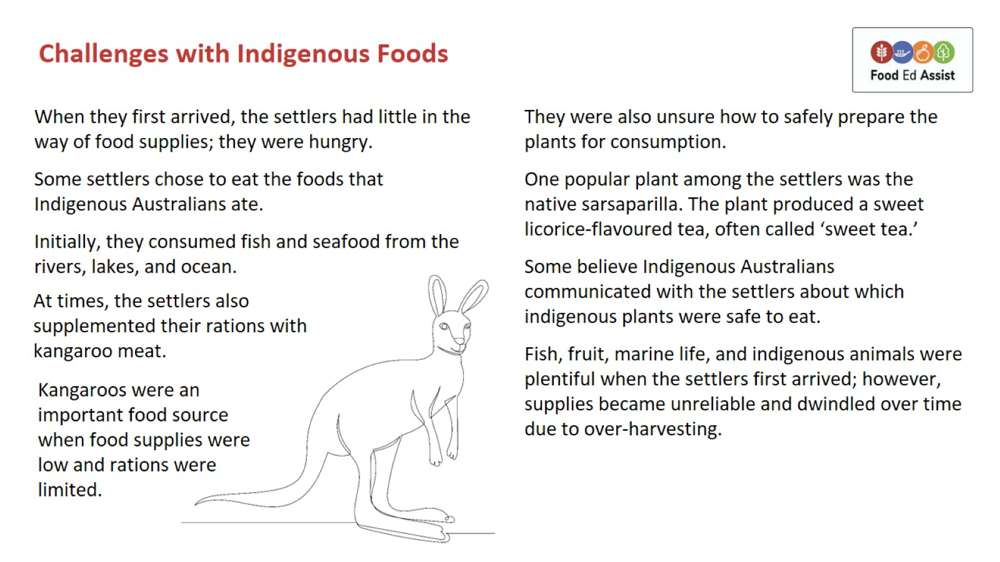 Challenges with Indigenous Foods
Food Ed Assist
When they first arrived, the settlers had little in the
way of food supplies; they were hungry.
Some settlers chose to eat the foods that
Indigenous Australians ate.
Initially, they consumed fish and seafood from the
rivers, lakes, and ocean.
At times, the settlers also
supplemented their rations with
kangaroo meat.
Kangaroos were an
important food source
when food supplies were
low and rations were
limited.
They were also unsure how to safely prepare the
plants for consumption.
One popular plant among the settlers was the
native sarsaparilla. The plant produced a sweet
licorice-flavoured tea, often called ‘sweet tea.’
Some believe Indigenous Australians
communicated with the settlers about which
indigenous plants were safe to eat.
Fish, fruit, marine life, and indigenous animals were
plentiful when the settlers first arrived; however,
supplies became unreliable and dwindled over time
due to over-harvesting.